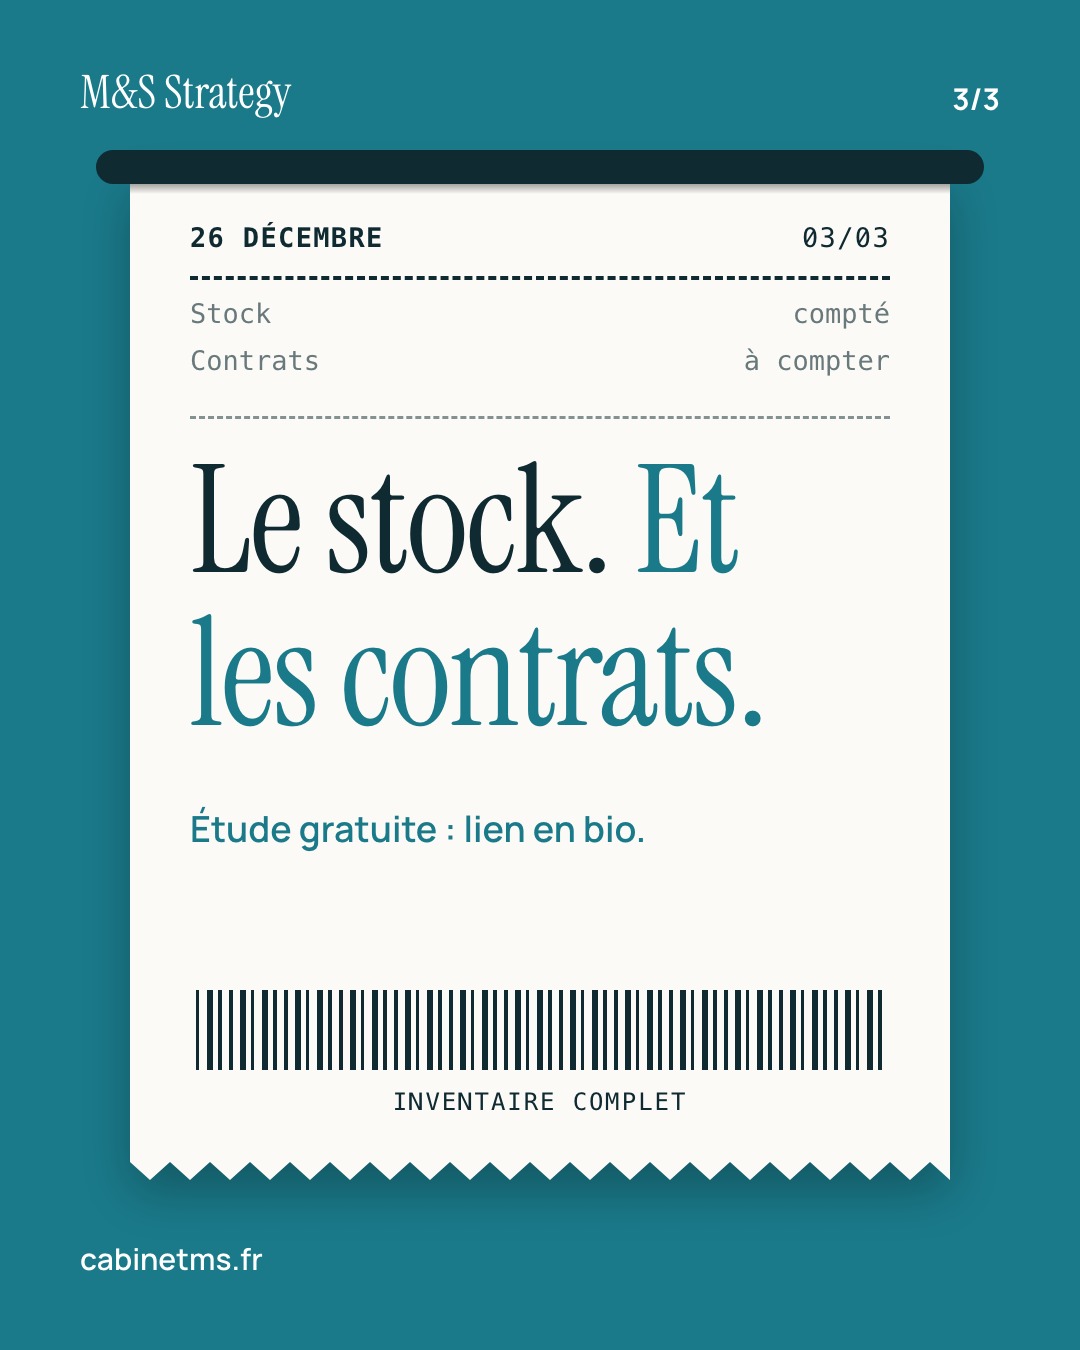 M&S Strategy
3/3
26 DÉCEMBRE 03/03
Stock compté
Contrats à compter
Le stock. Et
les contrats.
Étude gratuite : lien en bio.
INVENTAIRE COMPLET
cabinetms.fr